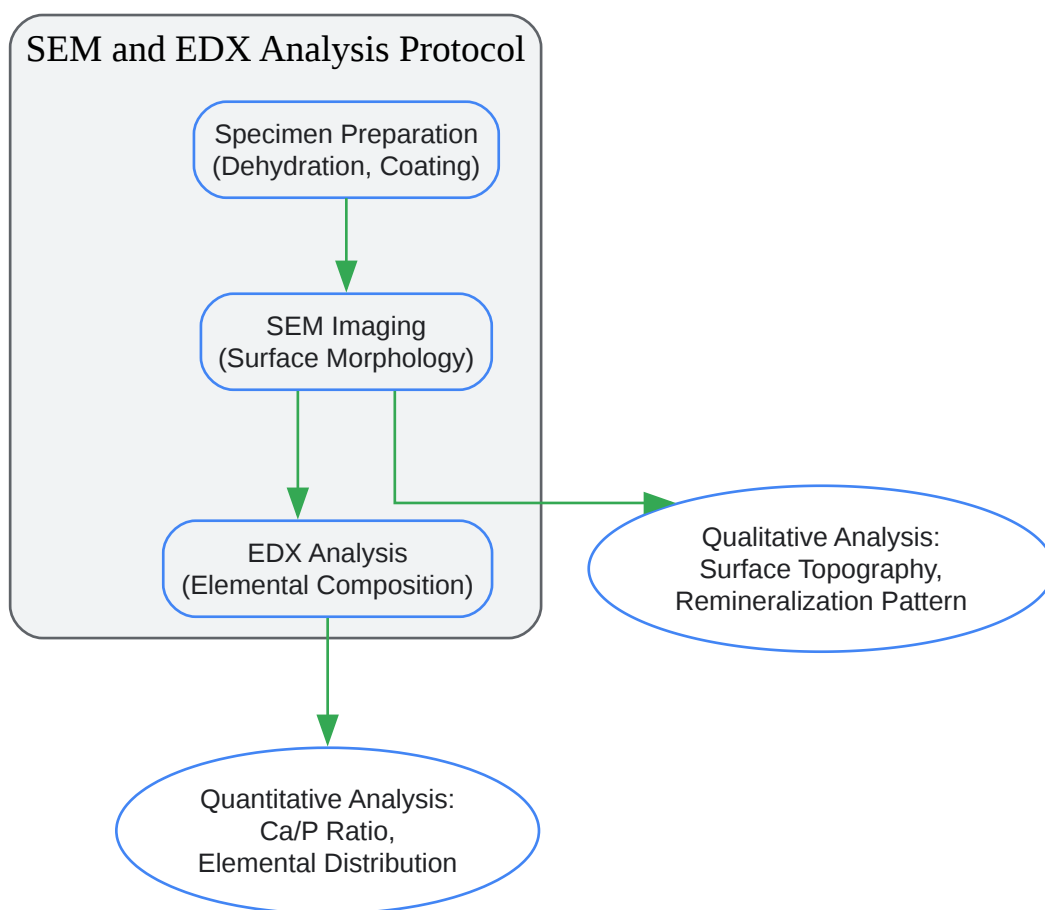 SEM and EDX Analysis Protocol
Specimen Preparation
(Dehydration, Coating)
SEM Imaging
(Surface Morphology)
EDX Analysis
(Elemental Composition)
Qualitative Analysis:
Surface Topography,
Remineralization Pattern
Quantitative Analysis:
Ca/P Ratio,
Elemental Distribution